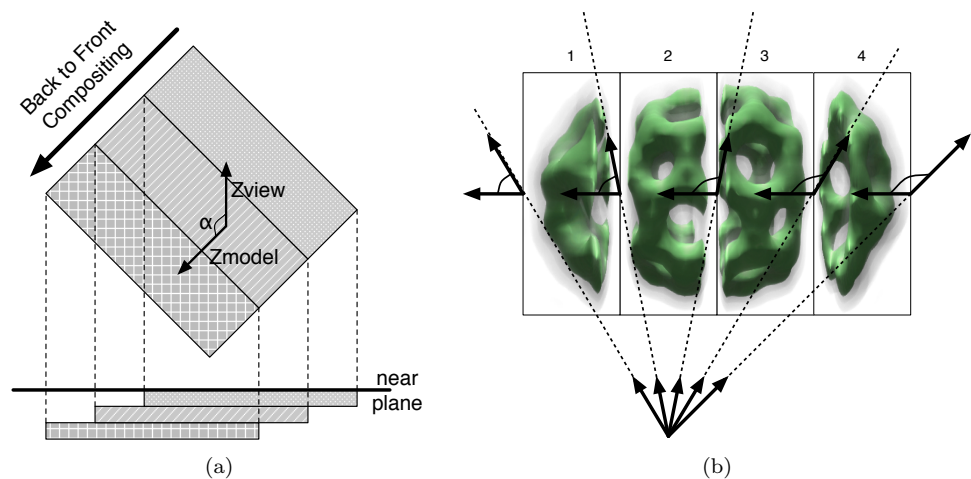 Back to Front
Compositing
Zview
α
Zmodel
near
plane
(a)
1 2 3 4
(b)